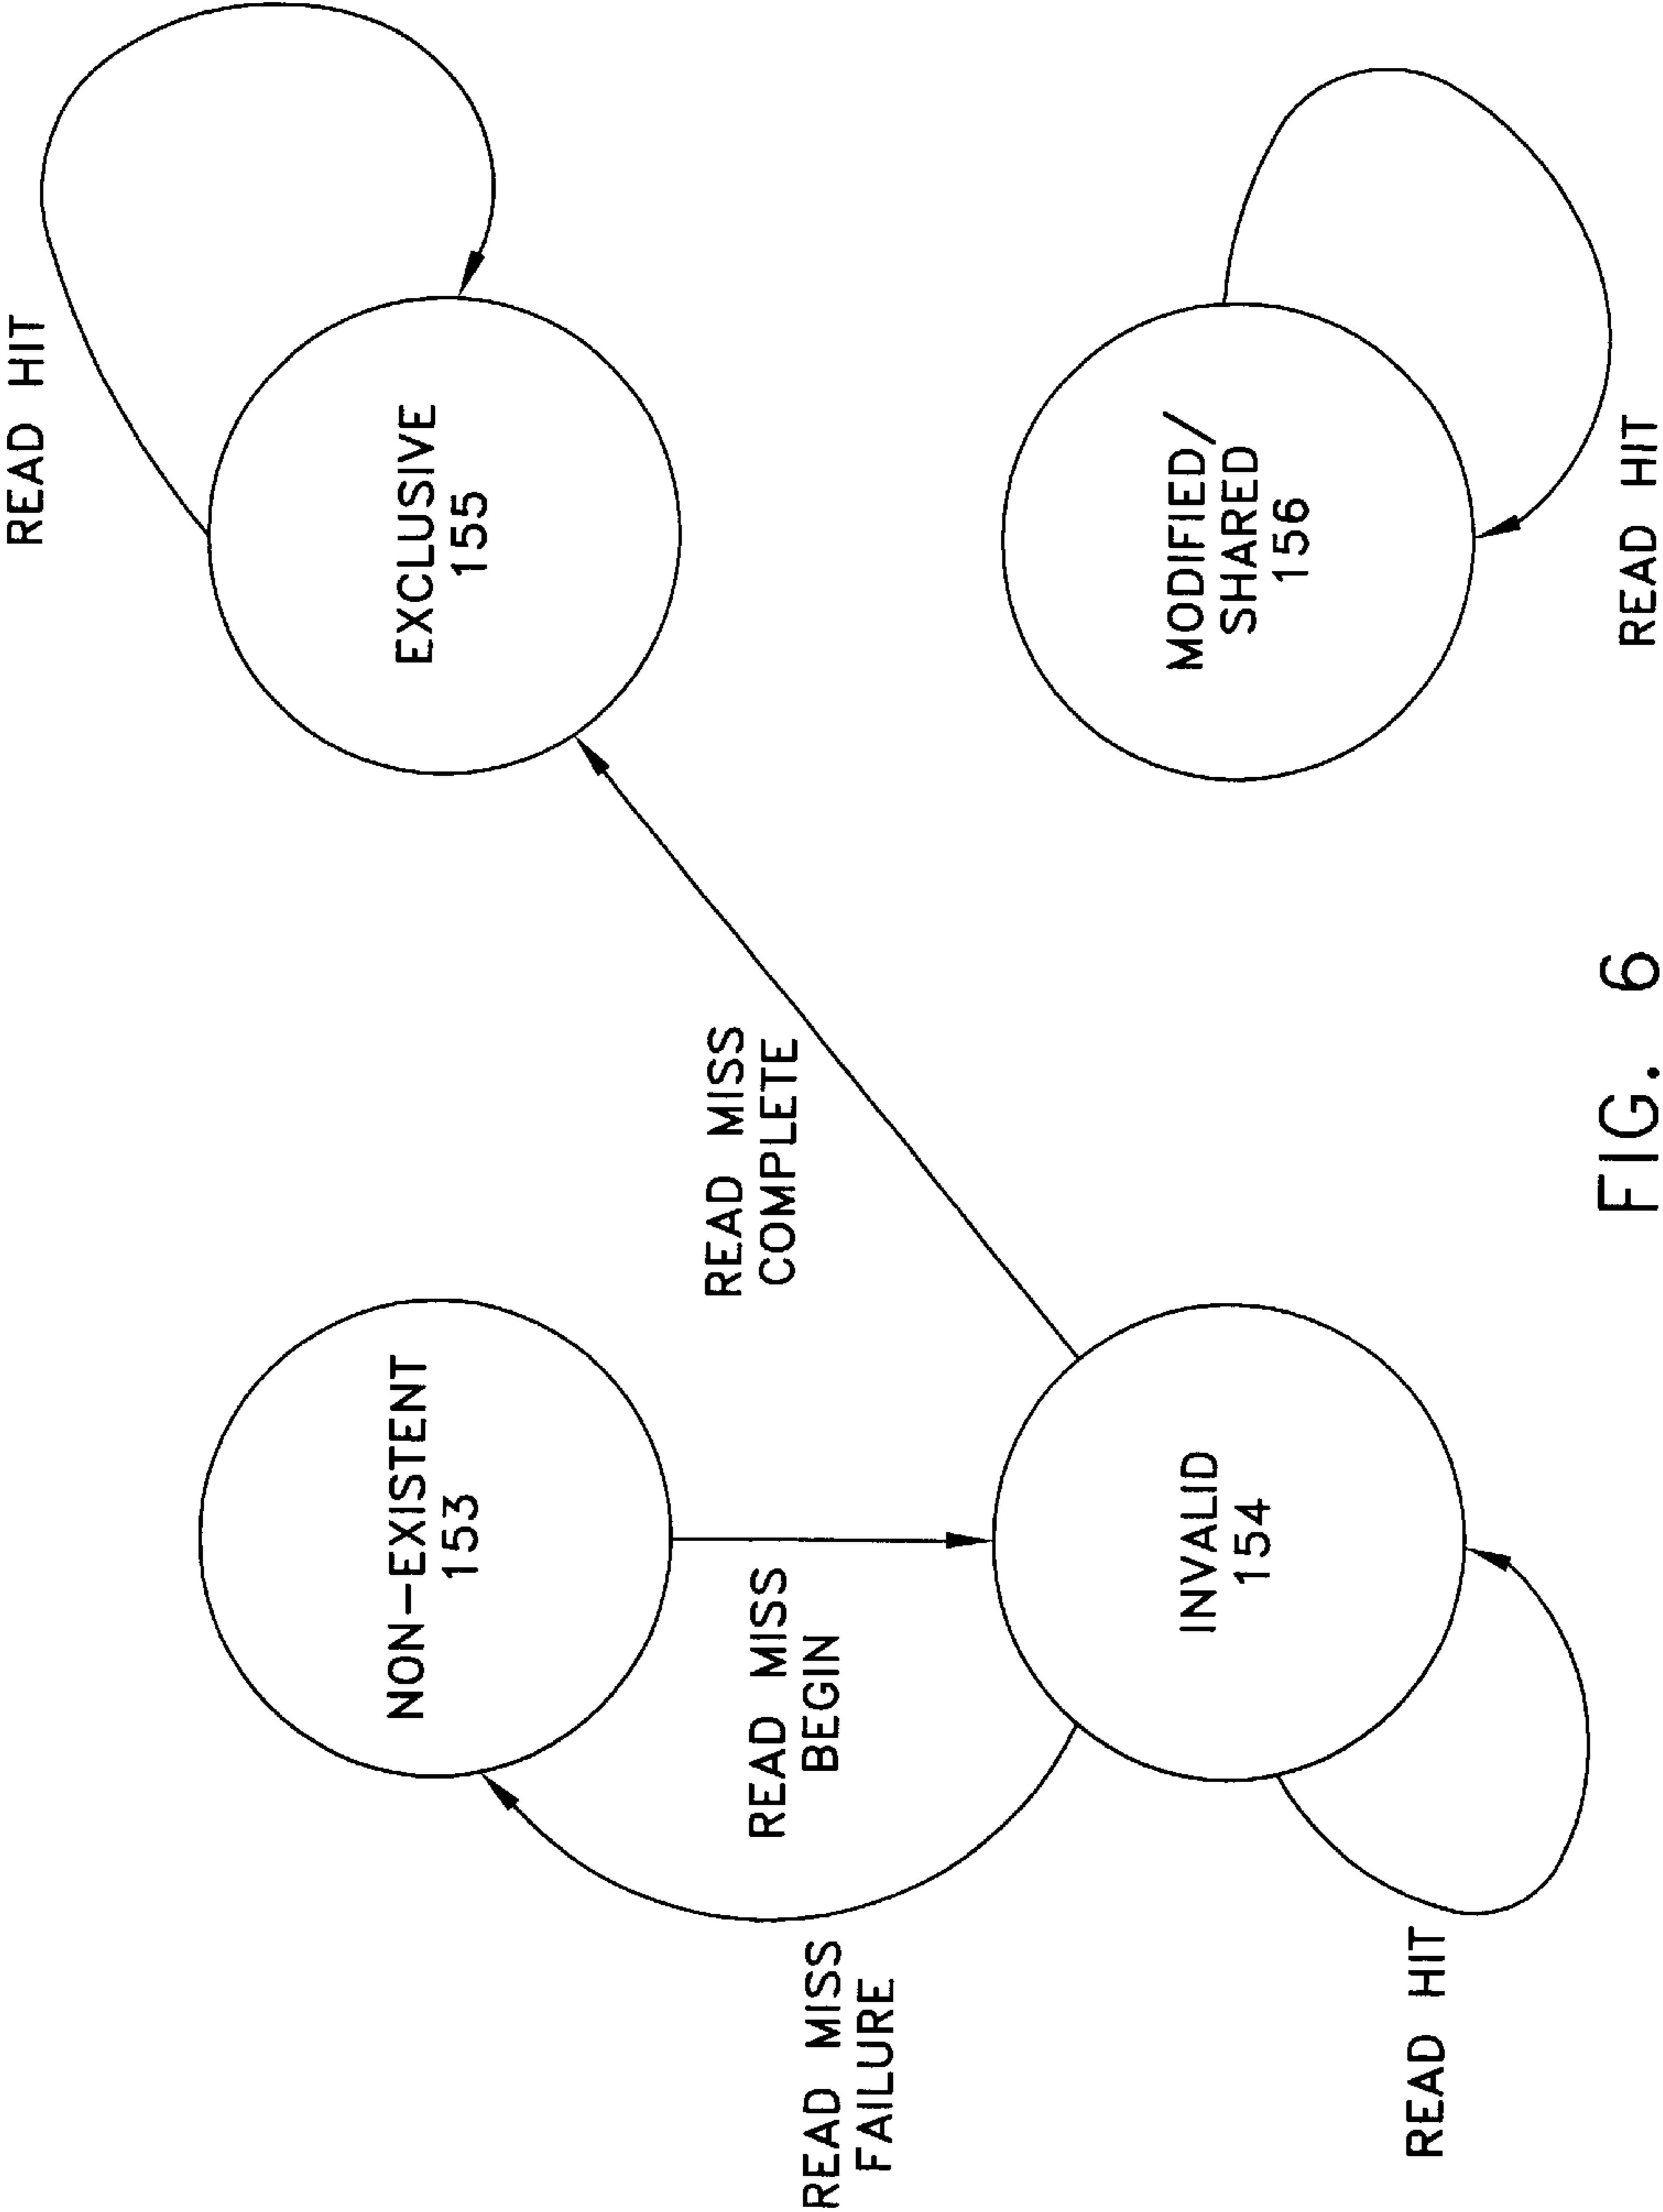 NON-EXISTENT
153
READ HIT
EXCLUSIVE
155
READ MISS
FAILURE
READ MISS
BEGIN
READ MISS
COMPLETE
INVALID
154
MODIFIED/
SHARED
156
READ HIT
READ HIT
FIG. 6